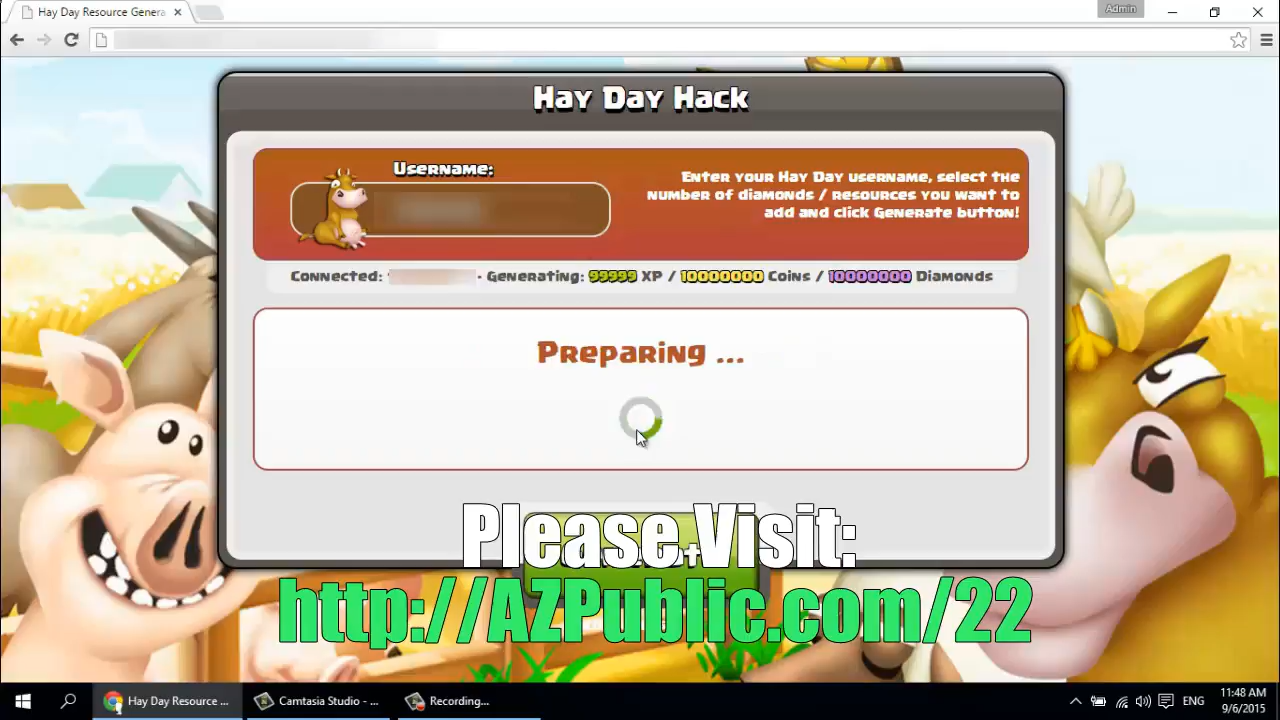 Hay Day Resource Genera
Admin
Hay Day Hack
Username:
Enter your Hay Day username, select the
number of diamonds / resources you want to
add and click Generate button!
Connected: - Generating: 99999 XP / 10000000 Coins / 10000000 Diamonds
Preparing ...
Please Visit:
http://AZPublic.com/22
Hay Day Resource ...
Camtasia Studio - ...
Recording...
ENG
11:48 AM
9/6/2015